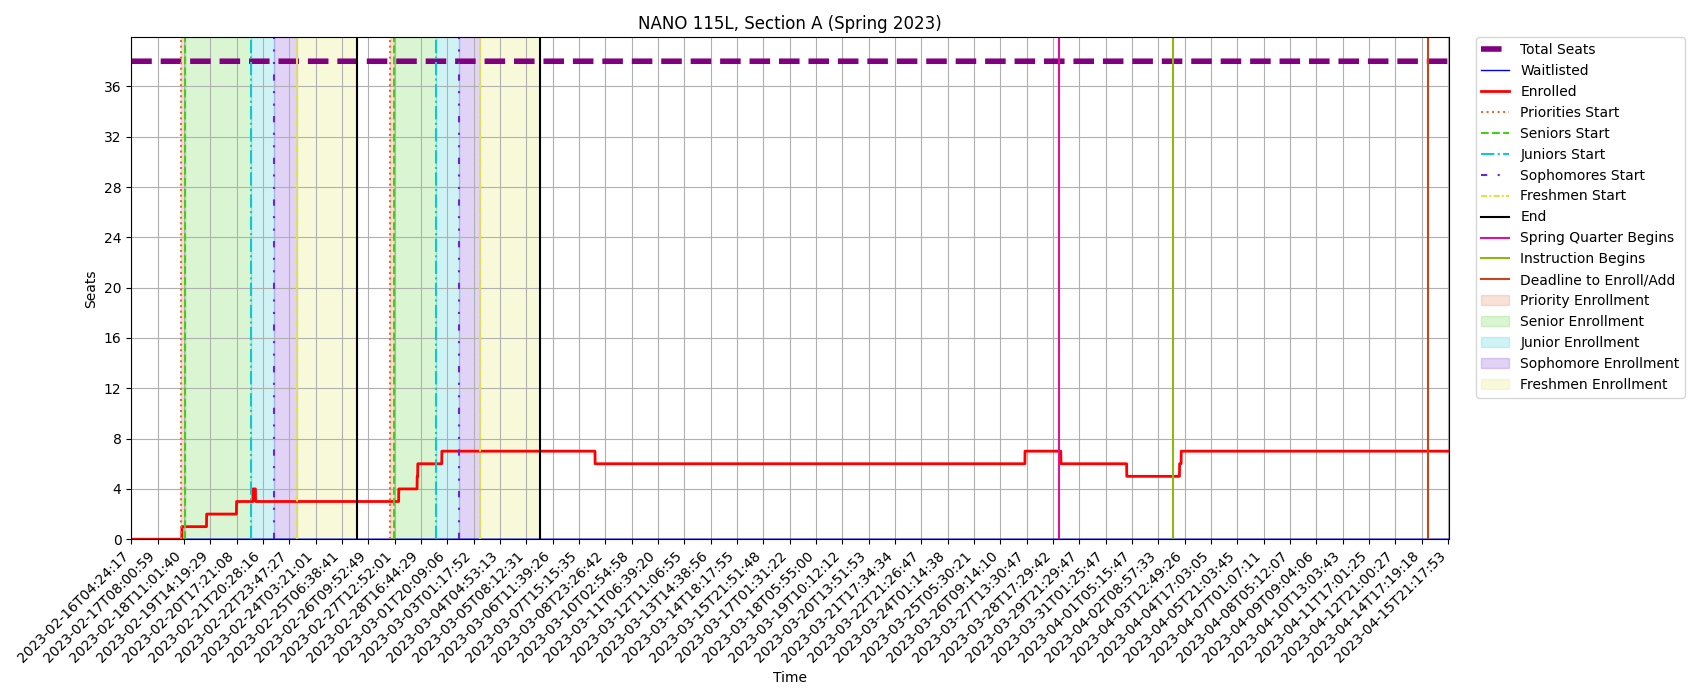 NANO 115L, Section A (Spring 2023)
Seats
36
32
28
24
20
16
12
8
4
0
2023-02-16T04:24:17
2023-02-17T08:00:59
2023-02-18T11:01:40
2023-02-19T14:19:29
2023-02-20T17:21:08
2023-02-21T20:28:16
2023-02-22T23:47:27
2023-02-24T03:21:01
2023-02-25T06:38:41
2023-02-26T09:52:49
2023-02-27T12:52:01
2023-02-28T16:44:29
2023-03-01T20:09:06
2023-03-03T01:17:52
2023-03-04T04:53:13
2023-03-05T08:12:31
2023-03-06T11:39:26
2023-03-07T15:15:35
2023-03-08T23:26:42
2023-03-10T02:54:58
2023-03-11T06:39:20
2023-03-12T11:06:55
2023-03-13T14:38:56
2023-03-14T18:17:55
2023-03-15T21:51:48
2023-03-17T01:31:22
2023-03-18T05:55:00
2023-03-19T10:12:12
2023-03-20T13:51:53
2023-03-21T17:34:34
2023-03-22T21:26:47
2023-03-24T01:14:38
2023-03-25T05:30:21
2023-03-26T09:14:10
2023-03-27T13:30:47
2023-03-28T17:29:42
2023-03-29T21:29:47
2023-03-31T01:25:47
2023-04-01T05:15:47
2023-04-02T08:57:33
2023-04-03T12:49:26
2023-04-04T17:03:05
2023-04-05T21:03:45
2023-04-07T01:07:11
2023-04-08T05:12:07
2023-04-09T09:04:06
2023-04-10T13:03:43
2023-04-11T17:01:25
2023-04-12T21:00:27
2023-04-14T17:19:18
2023-04-15T21:17:53
Time
Total Seats
Waitlisted
Enrolled
Priorities Start
Seniors Start
Juniors Start
Sophomores Start
Freshmen Start
End
Spring Quarter Begins
Instruction Begins
Deadline to Enroll/Add
Priority Enrollment
Senior Enrollment
Junior Enrollment
Sophomore Enrollment
Freshmen Enrollment